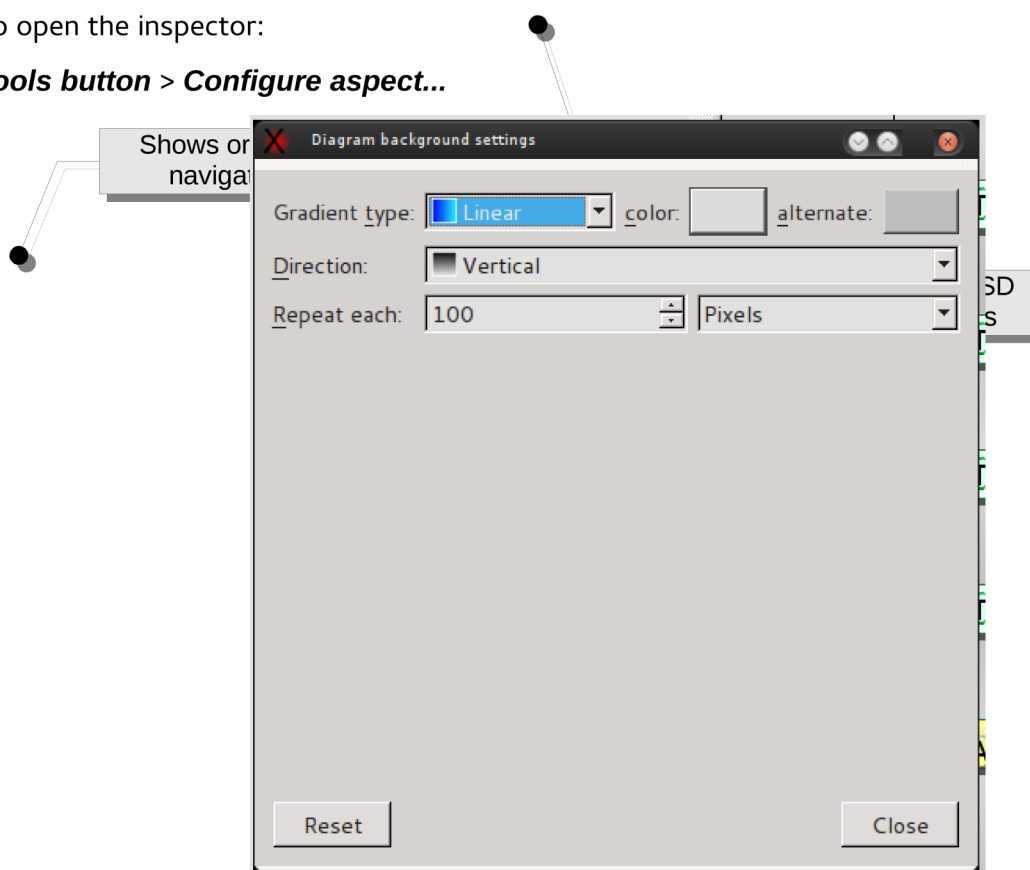 o open the inspector:
ools button > Configure aspect...
Shows or
navigat
Diagram background settings
Gradient type: Linear color: alternate:
Direction: Vertical
Repeat each: 100 Pixels
SD
s
Reset Close